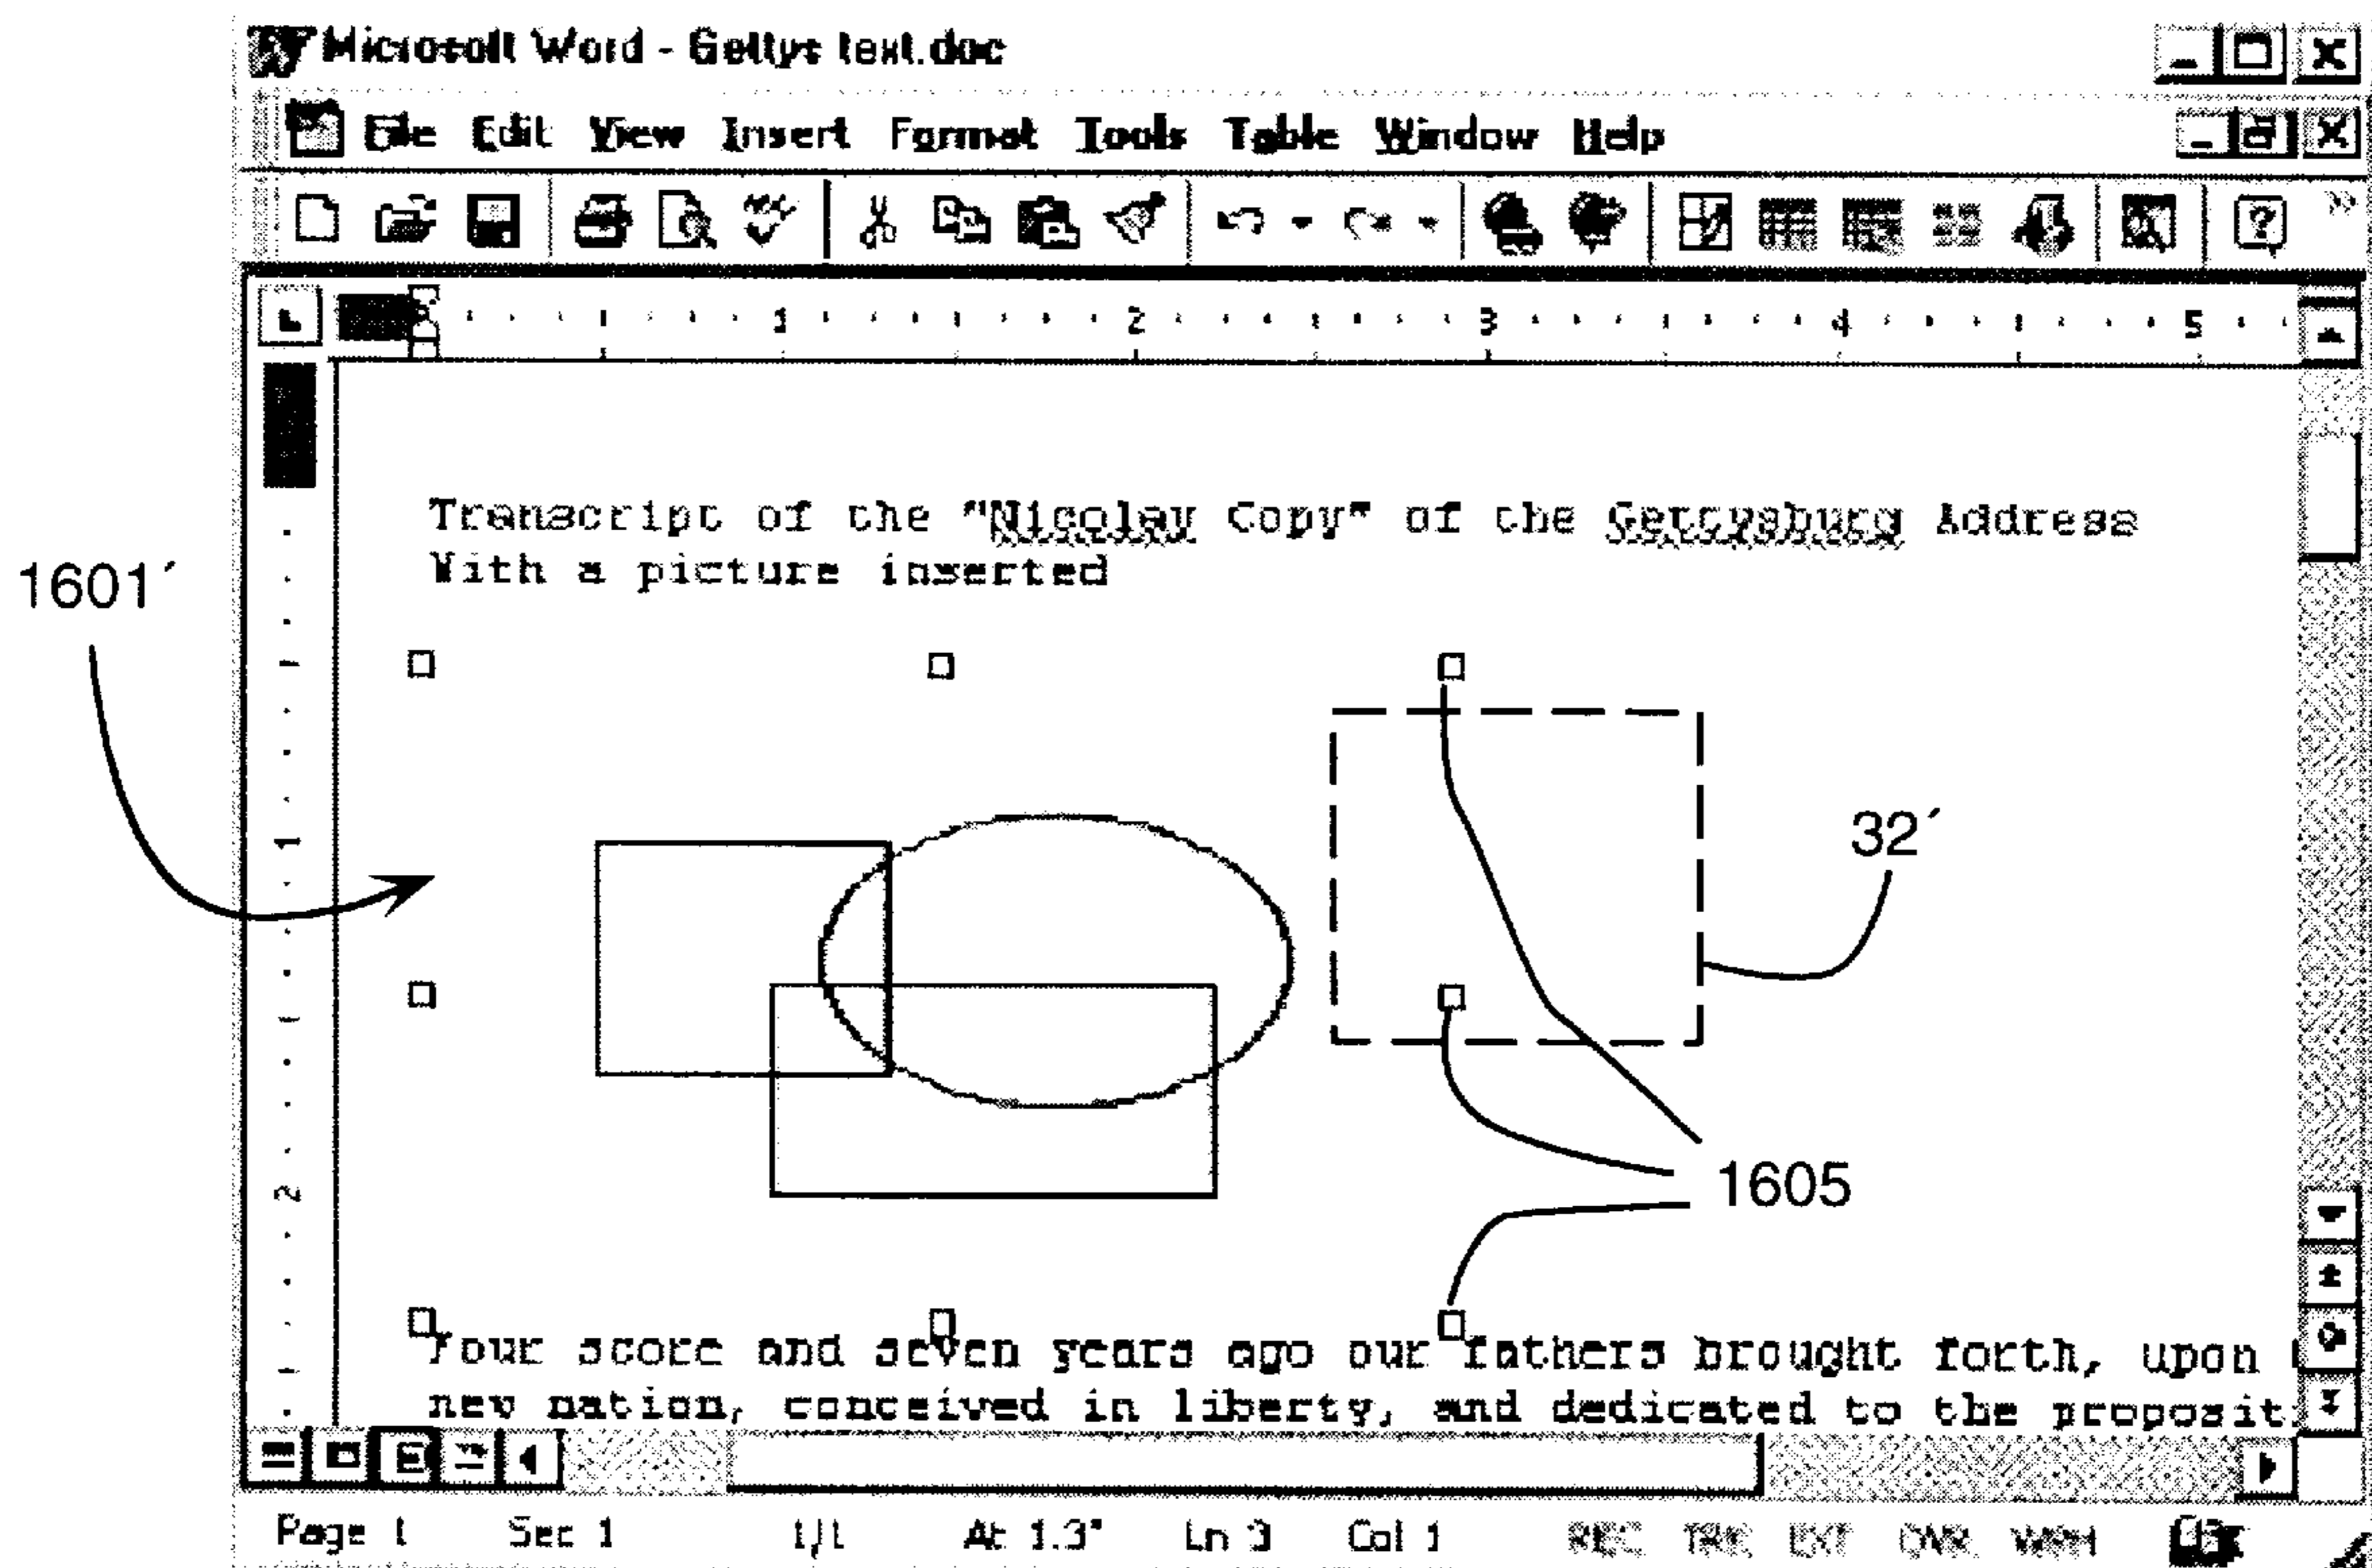 Microsoft Word - Gettys text.doc
File Edit View Insert Format Tools Table Window Help
1 2 3 4 5
Transcript of the "Nicolay Copy" of the Gettysburg Address
With a picture inserted
1601′
1
32′
2
1605
Four score and seven years ago our fathers brought forth, upon
new nation, conceived in liberty, and dedicated to the proposit
Page 1 Sec 1 1/1 At 1.3" Ln 3 Col 1 REC TRK EXT OVR WPH